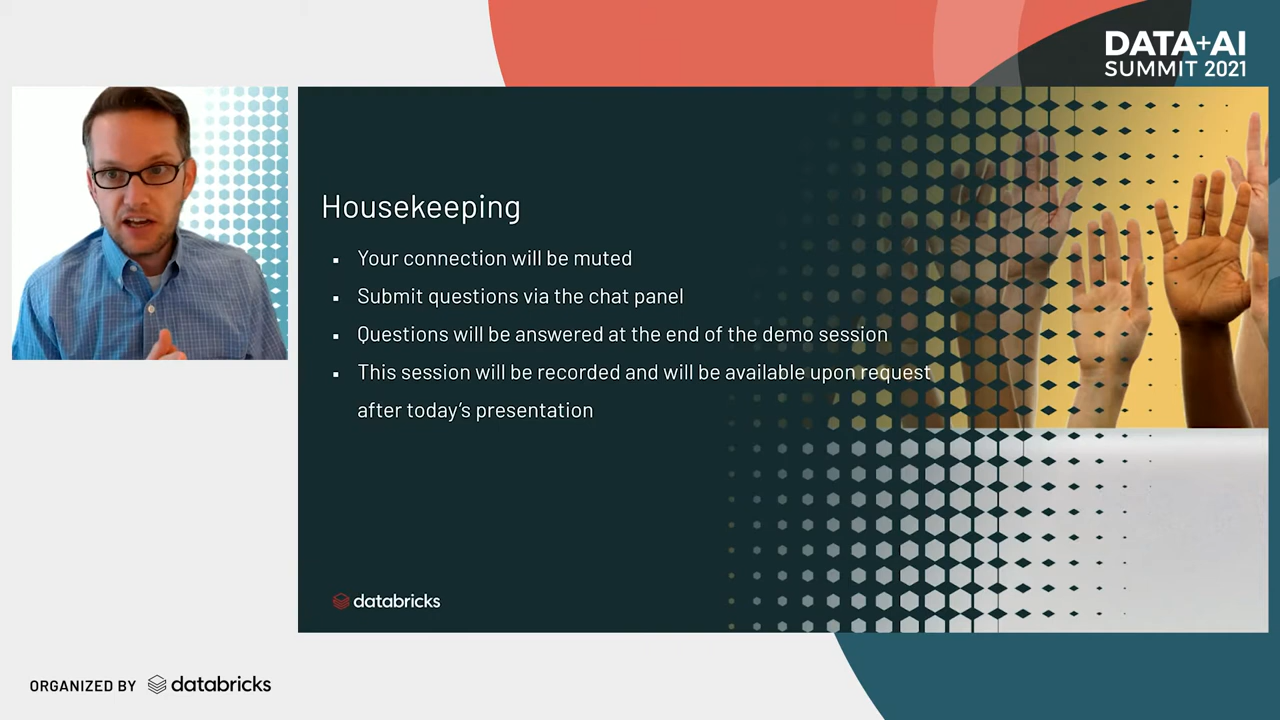 DATA+AI
SUMMIT 2021
Housekeeping
▪ Your connection will be muted
▪ Submit questions via the chat panel
▪ Questions will be answered at the end of the demo session
▪ This session will be recorded and will be available upon request
after today's presentation
databricks
ORGANIZED BY databricks